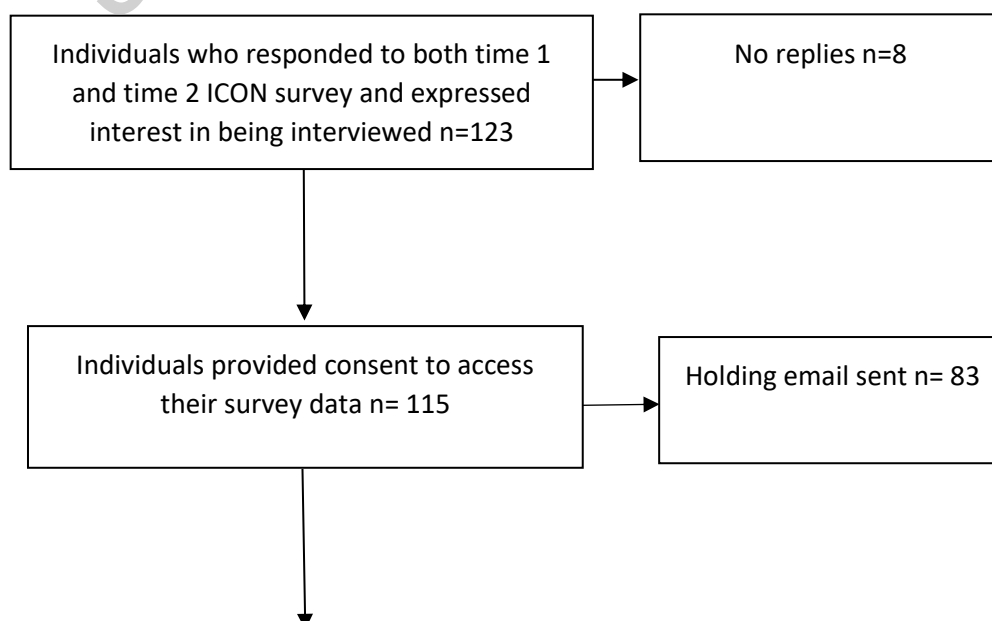 Individuals who responded to both time 1
and time 2 ICON survey and expressed
interest in being interviewed n=123
No replies n=8
Individuals provided consent to access
their survey data n= 115
Holding email sent n= 83